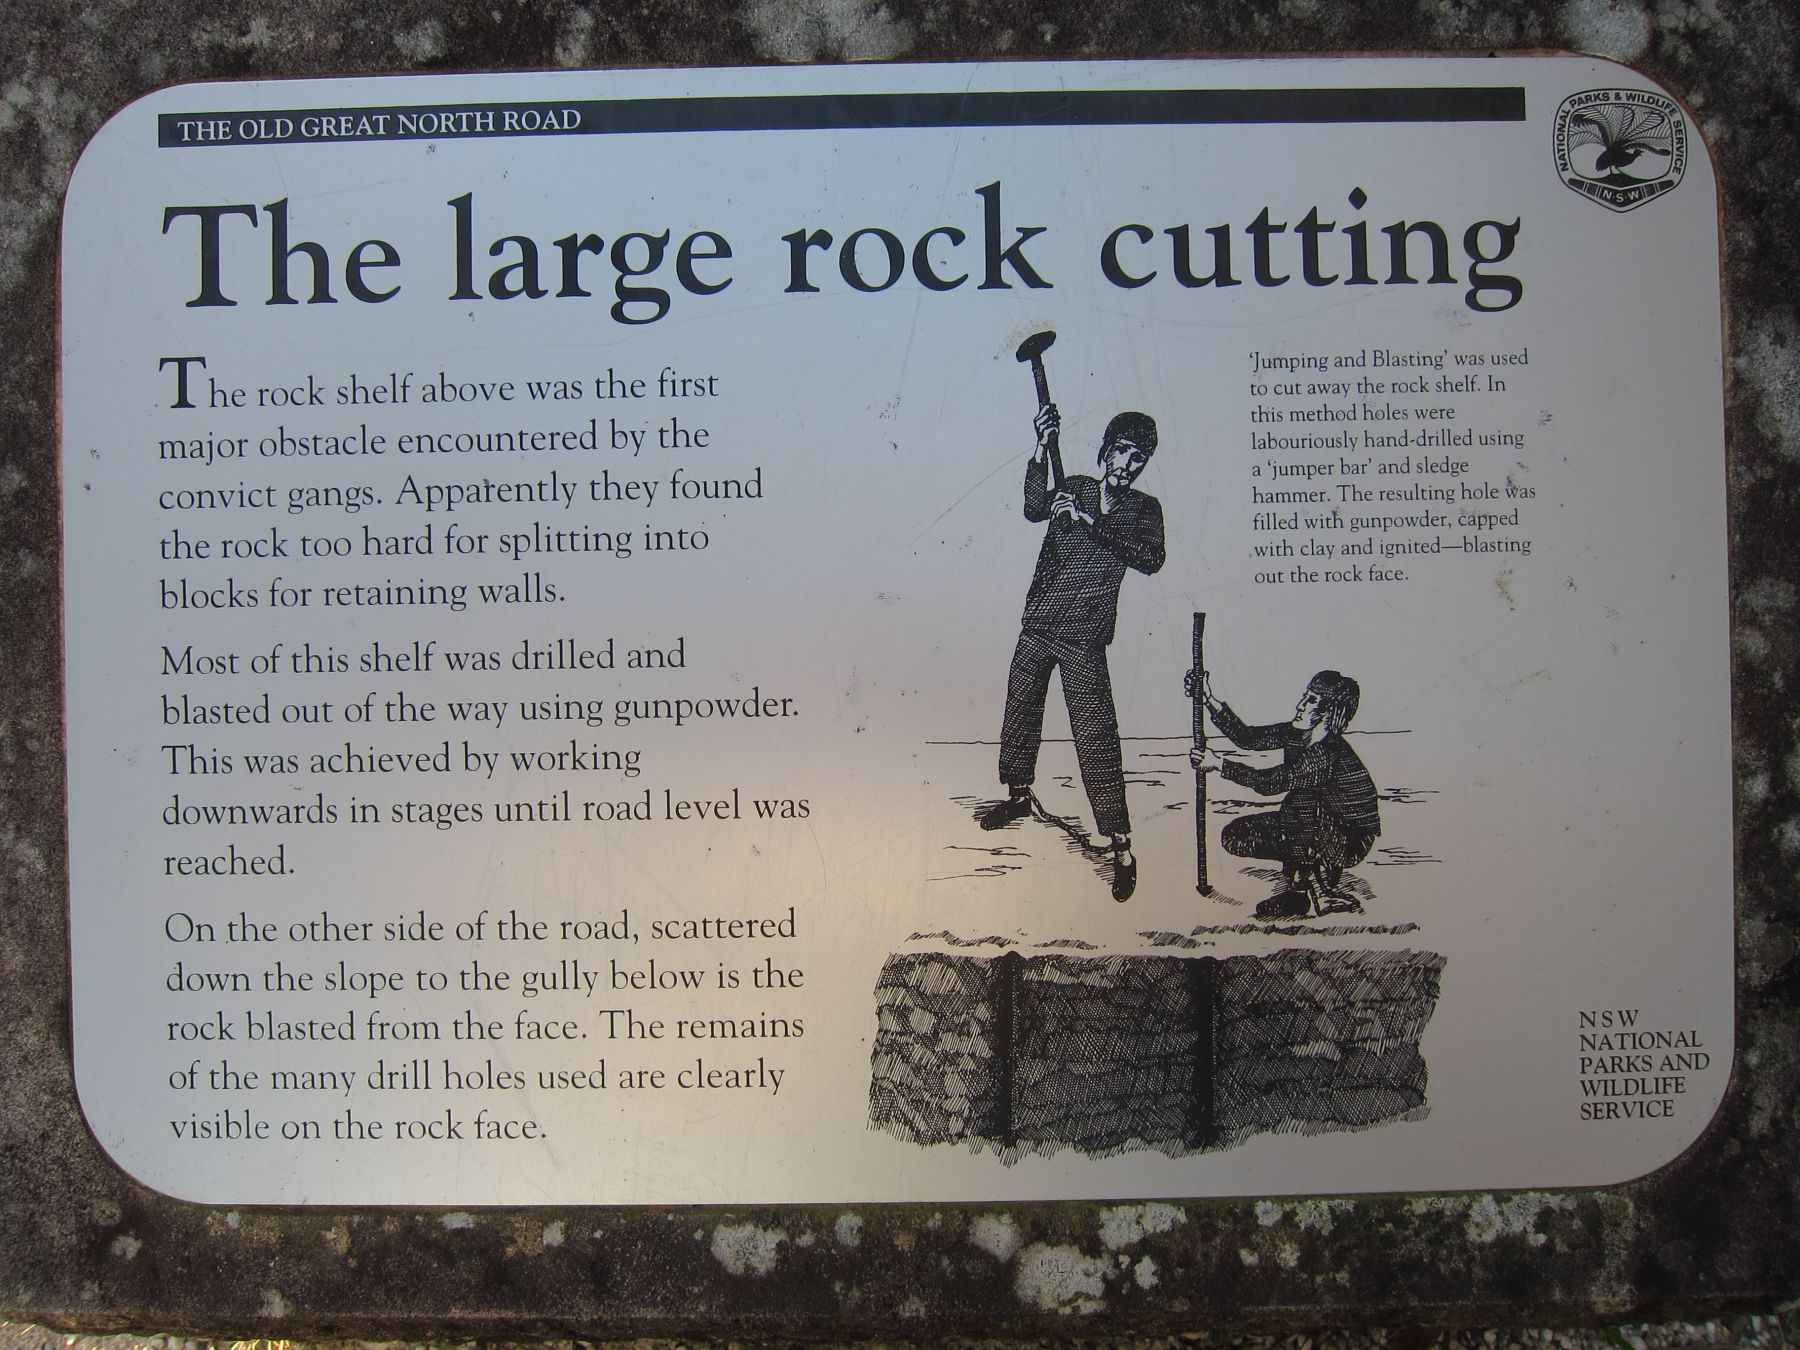 THE OLD GREAT NORTH ROAD
NATIONAL PARKS & WILDLIFE SERVICE
N·S·W
The large rock cutting
The rock shelf above was the first
major obstacle encountered by the
convict gangs. Apparently they found
the rock too hard for splitting into
blocks for retaining walls.
Most of this shelf was drilled and
blasted out of the way using gunpowder.
This was achieved by working
downwards in stages until road level was
reached.
On the other side of the road, scattered
down the slope to the gully below is the
rock blasted from the face. The remains
of the many drill holes used are clearly
visible on the rock face.
‘Jumping and Blasting’ was used
to cut away the rock shelf. In
this method holes were
labouriously hand-drilled using
a ‘jumper bar’ and sledge
hammer. The resulting hole was
filled with gunpowder, capped
with clay and ignited—blasting
out the rock face.
N S W
NATIONAL
PARKS AND
WILDLIFE
SERVICE